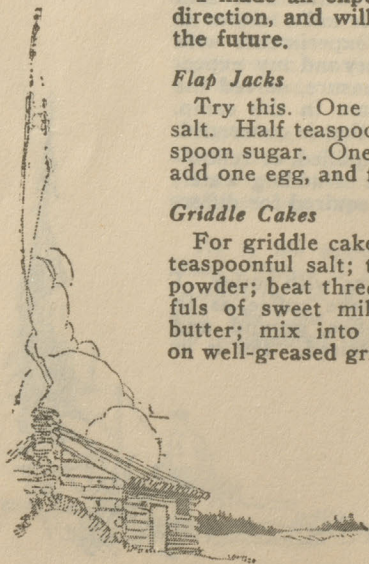 direction, and will
the future.
Flap Jacks
Try this. One
salt. Half teaspoo
spoon sugar. One
add one egg, and f
Griddle Cakes
For griddle cake
teaspoonful salt; t
powder; beat three
fuls of sweet mil
butter; mix into
on well-greased gr